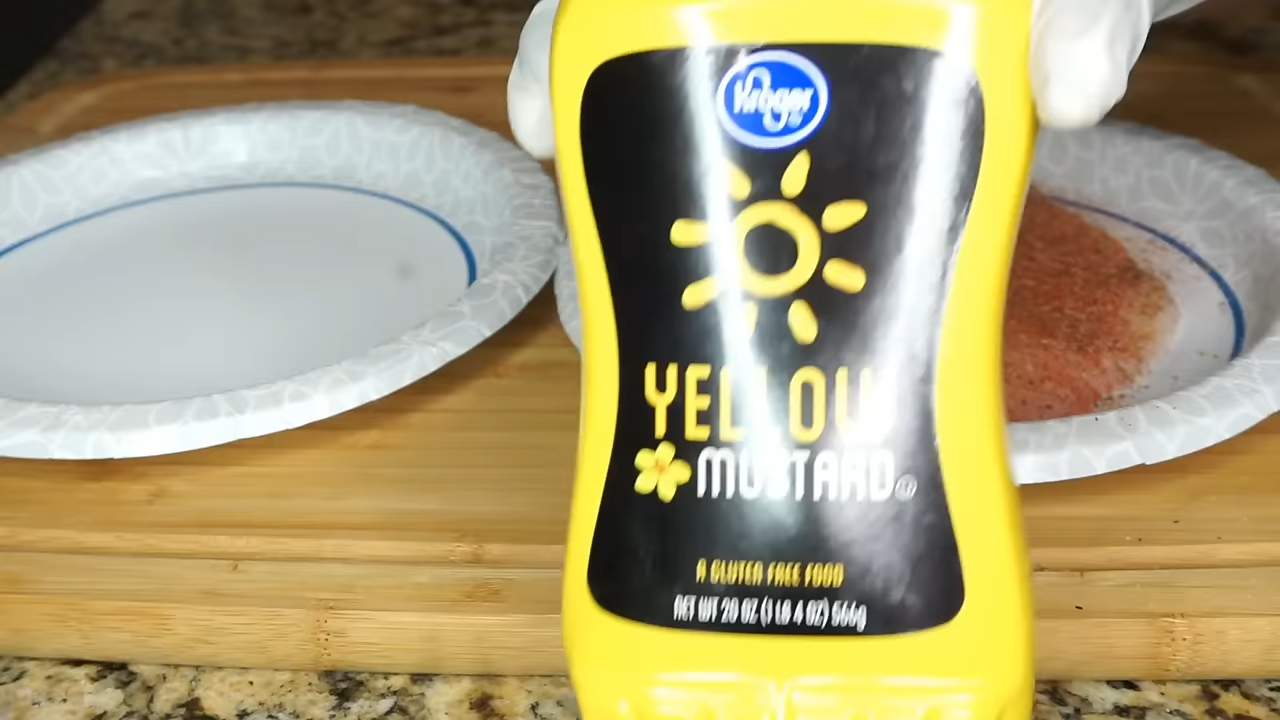 Kroger
YELLOW
MUSTARD
A GLUTEN FREE FOOD
NET WT 20 OZ (1 LB 4 OZ) 566g